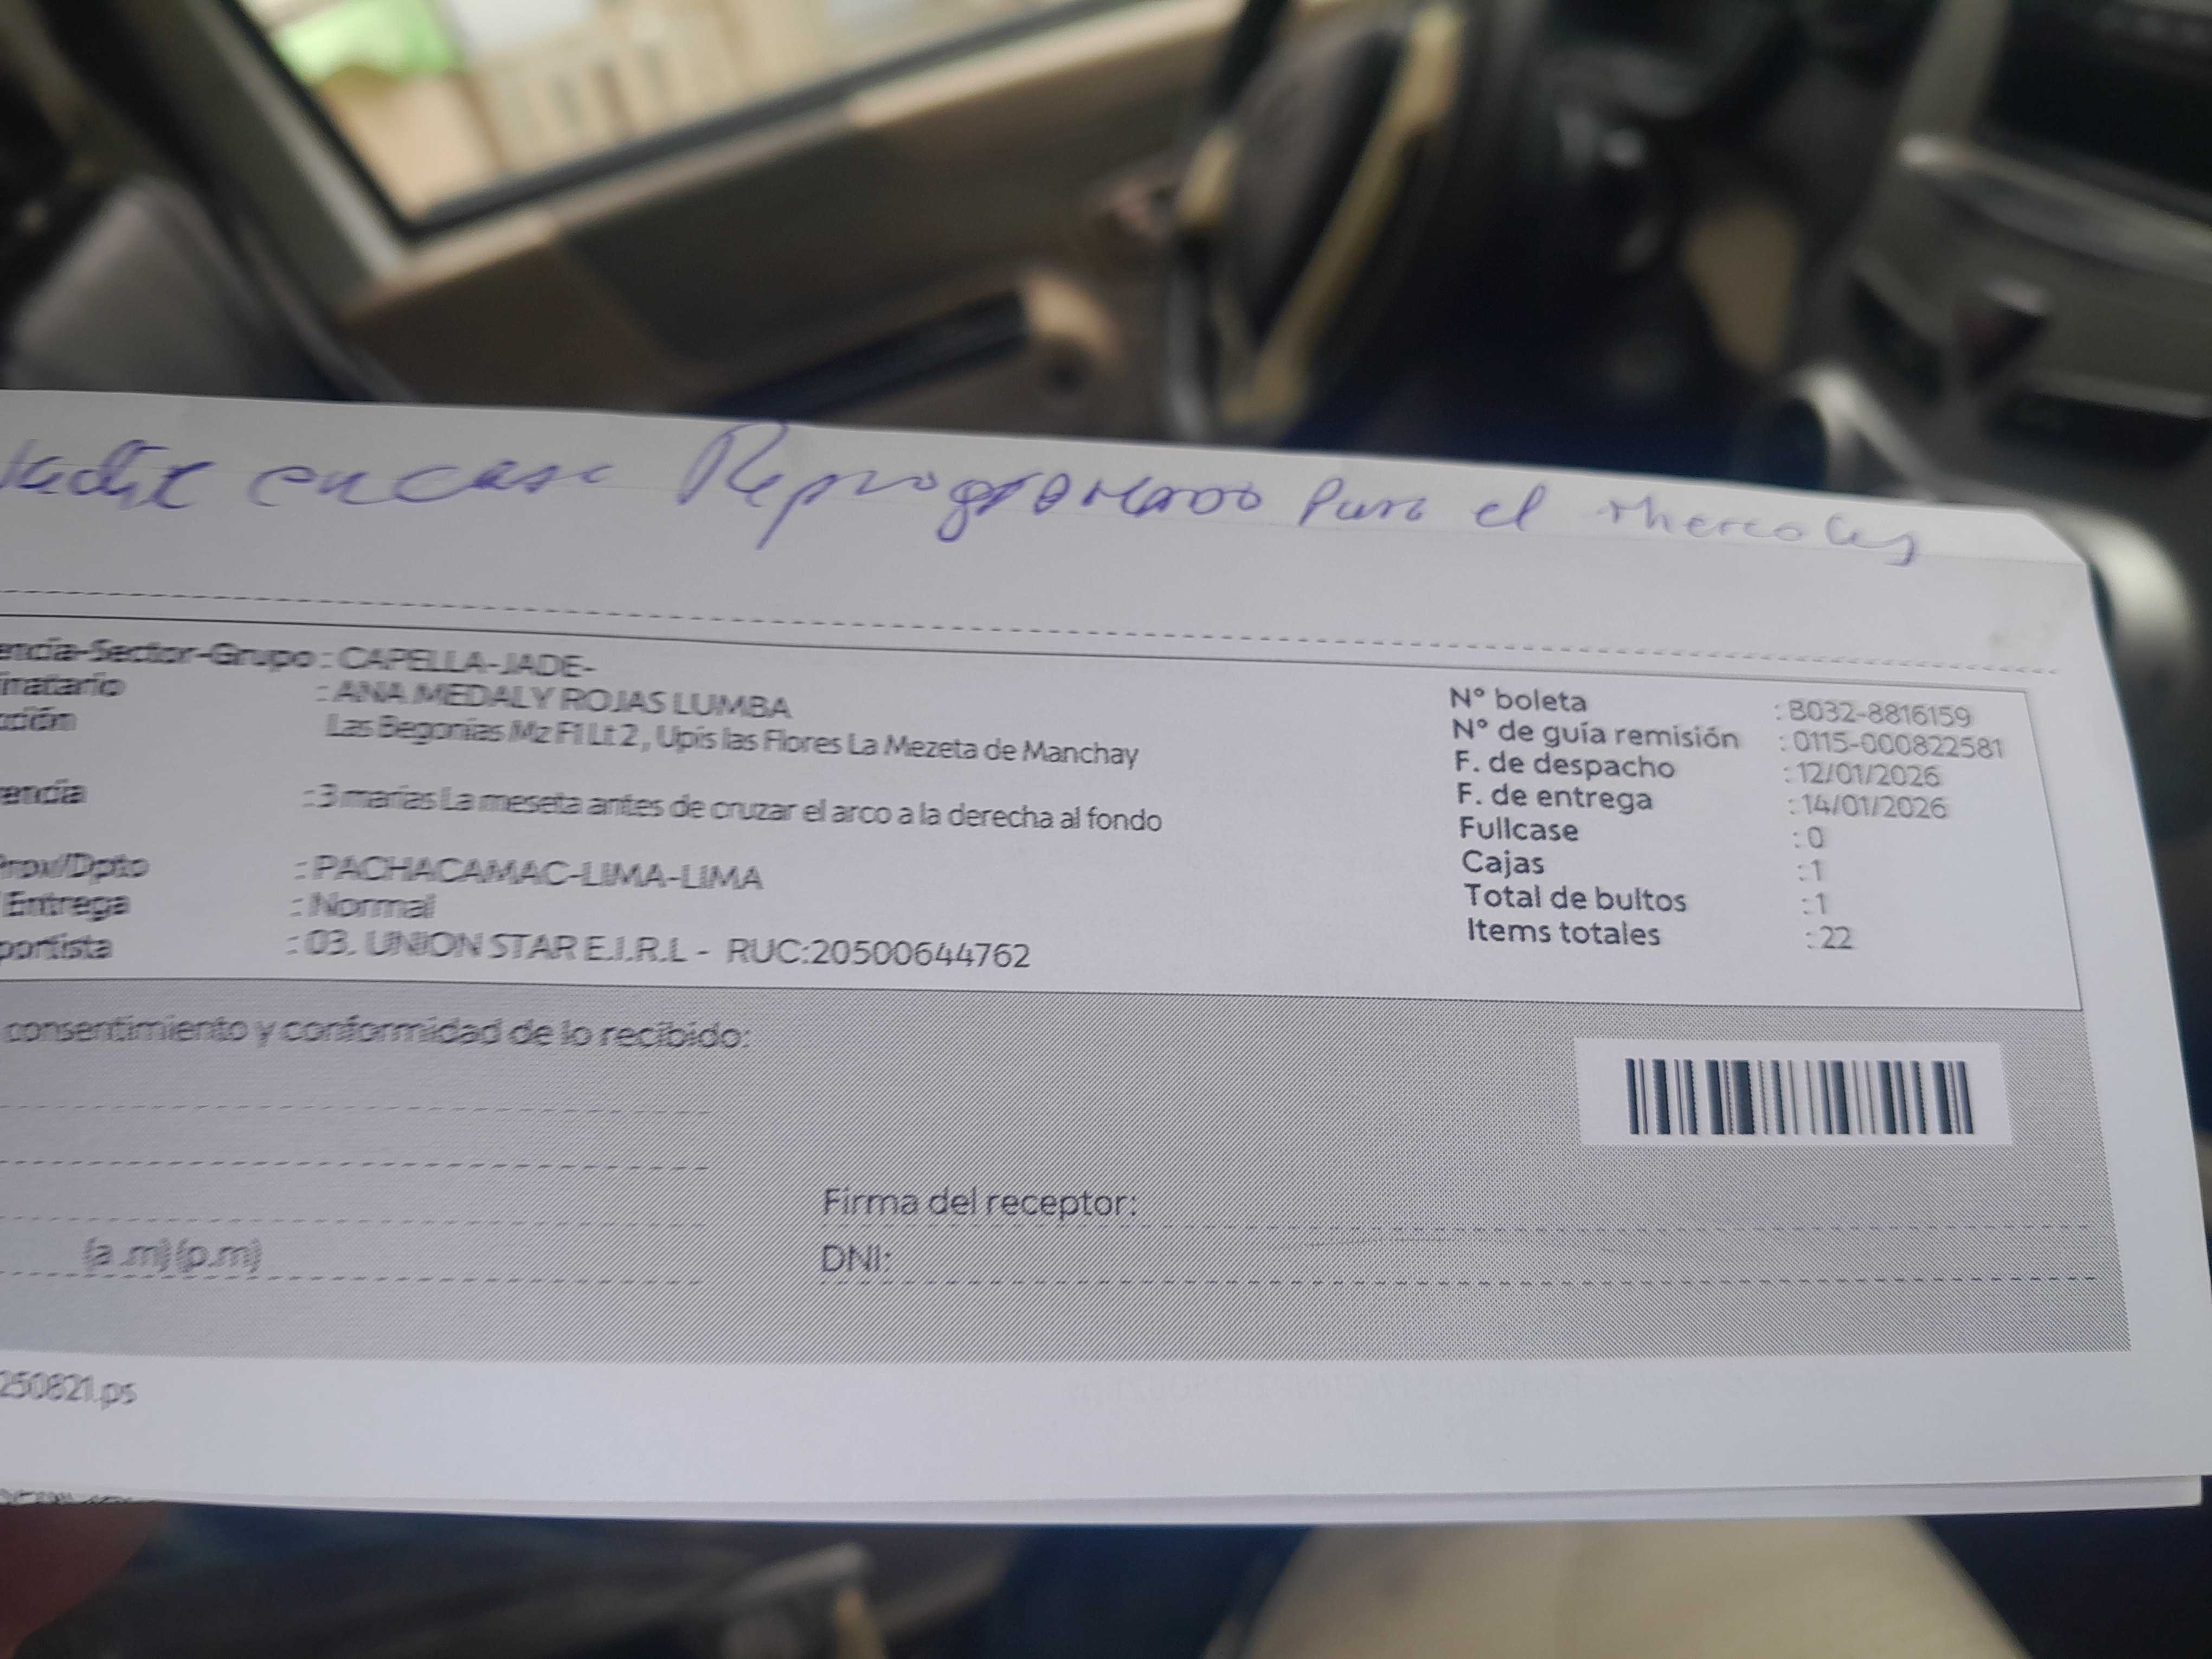 Nadie en casa Reprogramado para el miercoles
encia-Sector-Grupo : CAPELLA-JADE-
inatario : ANA MEDALY ROJAS LUMBA
cción Las Begonias Mz F1 Lt 2 , Upis las Flores La Mezeta de Manchay
encia : 3 marias La meseta antes de cruzar el arco a la derecha al fondo
Prov/Dpto : PACHACAMAC-LIMA-LIMA
Entrega : Normal
portista : 03. UNION STAR E.I.R.L - RUC:20500644762
Nº boleta : B032-8816159
Nº de guía remisión : 0115-000822581
F. de despacho : 12/01/2026
F. de entrega : 14/01/2026
Fullcase : 0
Cajas : 1
Total de bultos : 1
Items totales : 22
consentimiento y conformidad de lo recibido:
Firma del receptor:
(a.m) (p.m)
DNI:
250821.ps